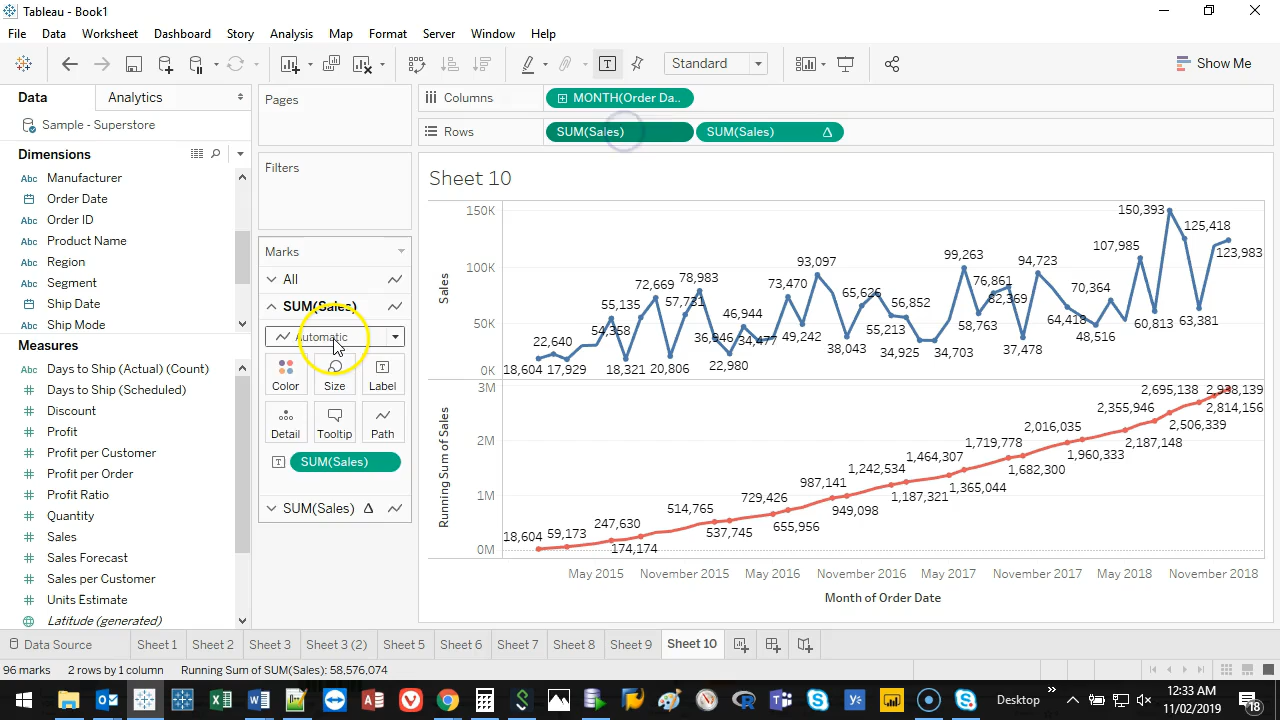 Tableau - Book1
File Data Worksheet Dashboard Story Analysis Map Format Server Window Help
Standard
Show Me
Data Analytics
Sample - Superstore
Dimensions
Abc Manufacturer
Order Date
Abc Order ID
Abc Product Name
Abc Region
Abc Segment
Ship Date
Abc Ship Mode
Measures
Abc Days to Ship (Actual) (Count)
# Days to Ship (Scheduled)
# Discount
# Profit
# Profit per Customer
# Profit per Order
# Profit Ratio
# Quantity
# Sales
# Sales Forecast
# Sales per Customer
# Units Estimate
Latitude (generated)
Pages
Filters
Marks
All
SUM(Sales)
Automatic
Color Size Label
Detail Tooltip Path
SUM(Sales)
SUM(Sales) Δ
Columns MONTH(Order Da..
Rows SUM(Sales) SUM(Sales) Δ
Sheet 10
Sales
150K
100K
50K
0K
150,393
125,418
123,983
107,985
99,263
94,723
93,097
78,983
76,861
82,369
73,470
72,669
70,364
65,626
64,418
63,381
60,813
58,763
57,731
56,852
55,213
55,135
54,358
49,242
48,516
46,944
38,043
37,478
36,946
34,477
34,925
34,703
22,980
22,640
20,806
18,604
18,321
17,929
Running Sum of Sales
3M
2M
1M
0M
2,938,139
2,814,156
2,695,138
2,506,339
2,355,946
2,187,148
2,016,035
1,960,333
1,719,778
1,682,300
1,464,307
1,365,044
1,242,534
1,187,321
987,141
949,098
729,426
655,956
537,745
514,765
247,630
174,174
59,173
18,604
May 2015 November 2015 May 2016 November 2016 May 2017 November 2017 May 2018 November 2018
Month of Order Date
Data Source Sheet 1 Sheet 2 Sheet 3 Sheet 3 (2) Sheet 5 Sheet 6 Sheet 7 Sheet 8 Sheet 9 Sheet 10
96 marks 2 rows by 1 column Running Sum of SUM(Sales): 58,576,074
Desktop
12:33 AM
11/02/2019
18